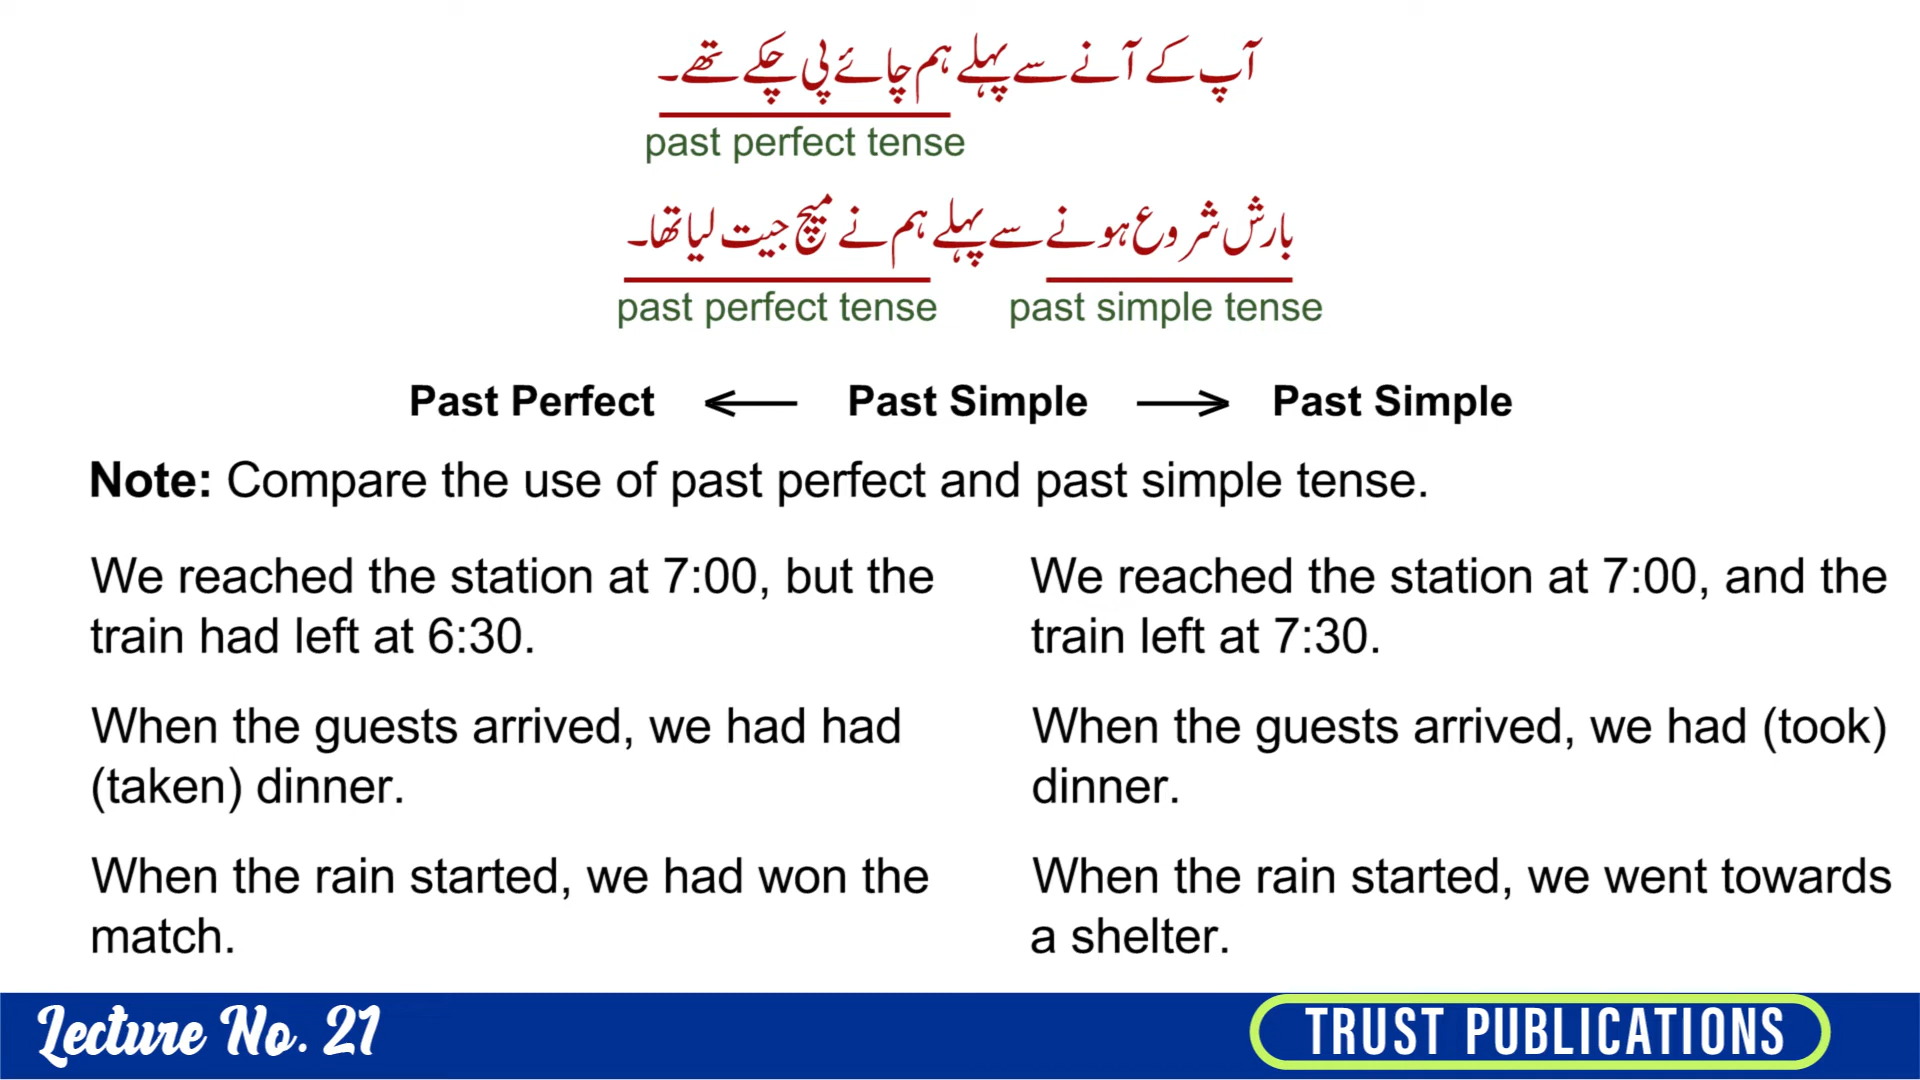 آپ کے آنے سے پہلے ہم چائے پی چکے تھے۔
past perfect tense
بارش شروع ہونے سے پہلے ہم نے میچ جیت لیا تھا۔
past perfect tense past simple tense
Past Perfect ← Past Simple → Past Simple
Note: Compare the use of past perfect and past simple tense.
We reached the station at 7:00, but the
train had left at 6:30.
We reached the station at 7:00, and the
train left at 7:30.
When the guests arrived, we had had
(taken) dinner.
When the guests arrived, we had (took)
dinner.
When the rain started, we had won the
match.
When the rain started, we went towards
a shelter.
Lecture No. 21
TRUST PUBLICATIONS